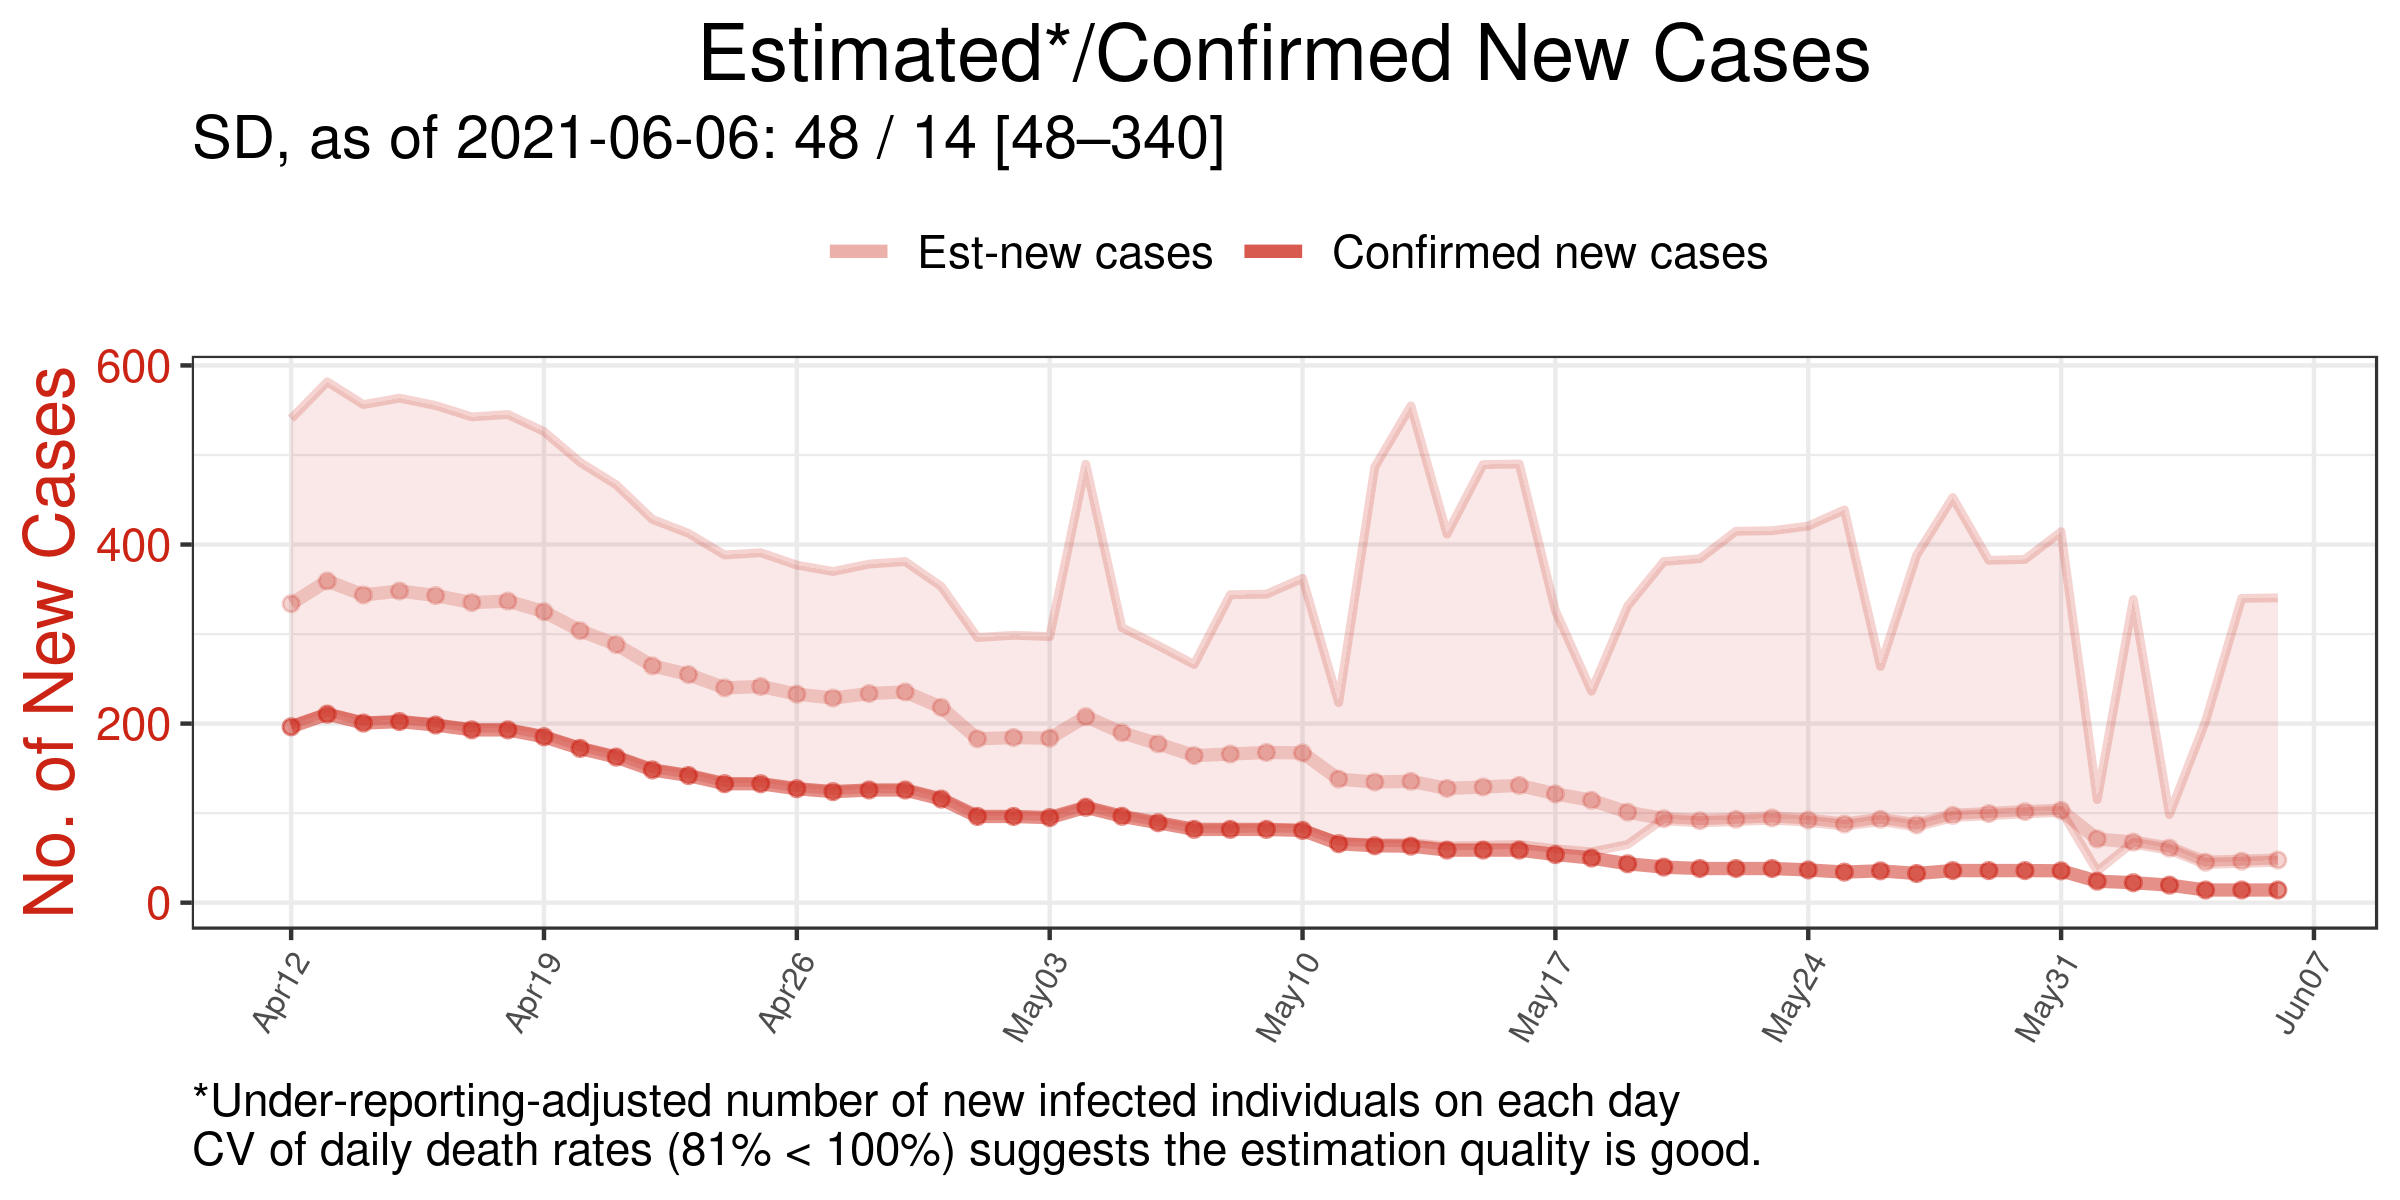 Estimated*/Confirmed New Cases
SD, as of 2021-06-06: 48 / 14 [48–340]
Est-new cases
Confirmed new cases
No. of New Cases
600
400
200
0
Apr12
Apr19
Apr26
May03
May10
May17
May24
May31
Jun07
*Under-reporting-adjusted number of new infected individuals on each day
CV of daily death rates (81% < 100%) suggests the estimation quality is good.